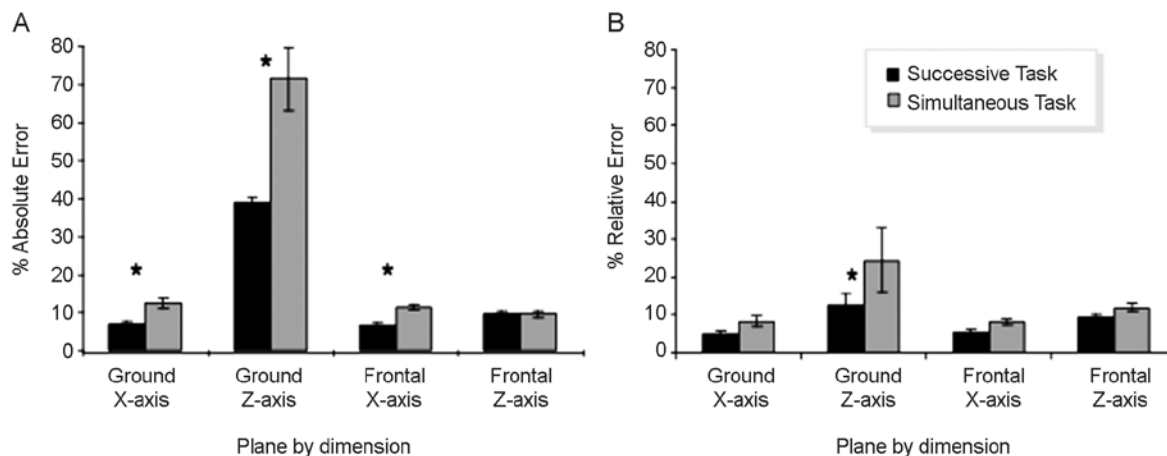 A
% Absolute Error
80
70
60
50
40
30
20
10
0
*
*
*
Ground
X-axis
Ground
Z-axis
Frontal
X-axis
Frontal
Z-axis
Plane by dimension
B
% Relative Error
80
70
60
50
40
30
20
10
0
*
Successive Task
Simultaneous Task
Ground
X-axis
Ground
Z-axis
Frontal
X-axis
Frontal
Z-axis
Plane by dimension